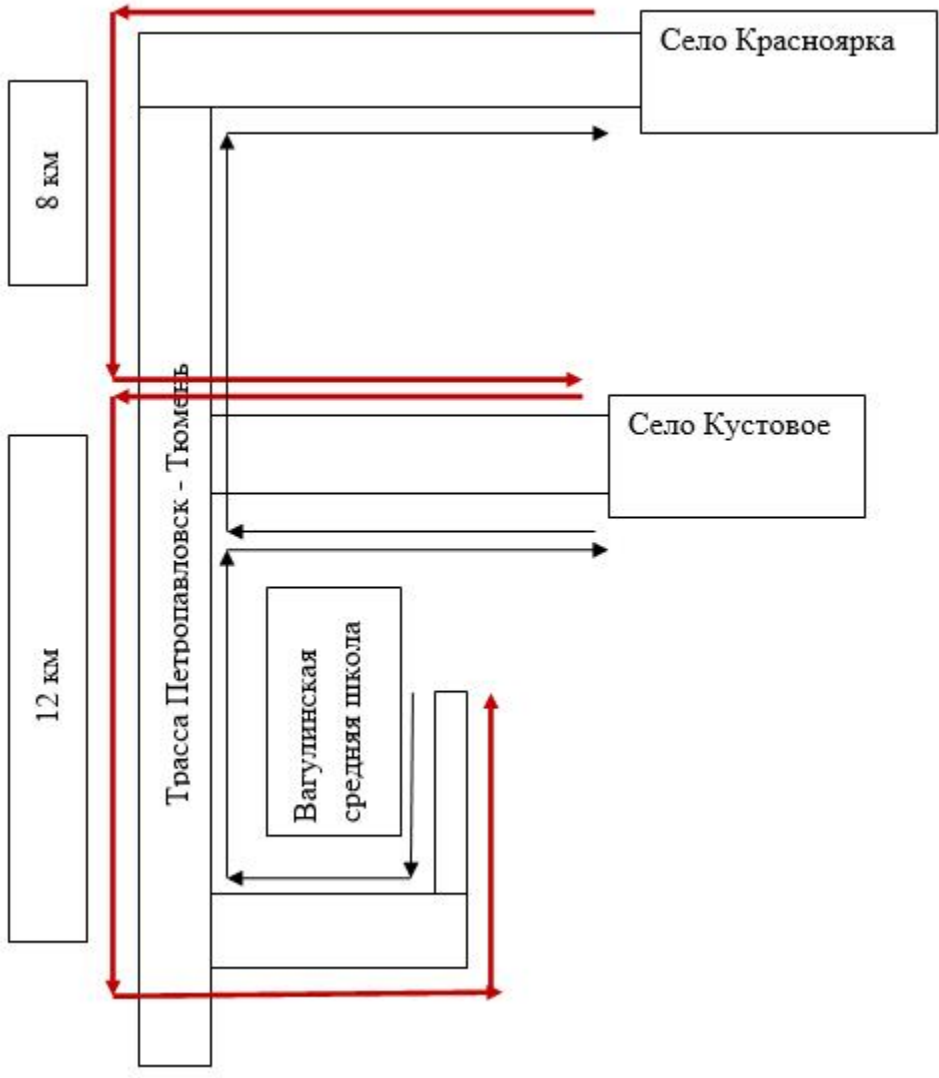 Село Красноярка
8 км
Село Кустовое
Трасса Петропавловск - Тюмень
12 км
Вагулинская
средняя школа